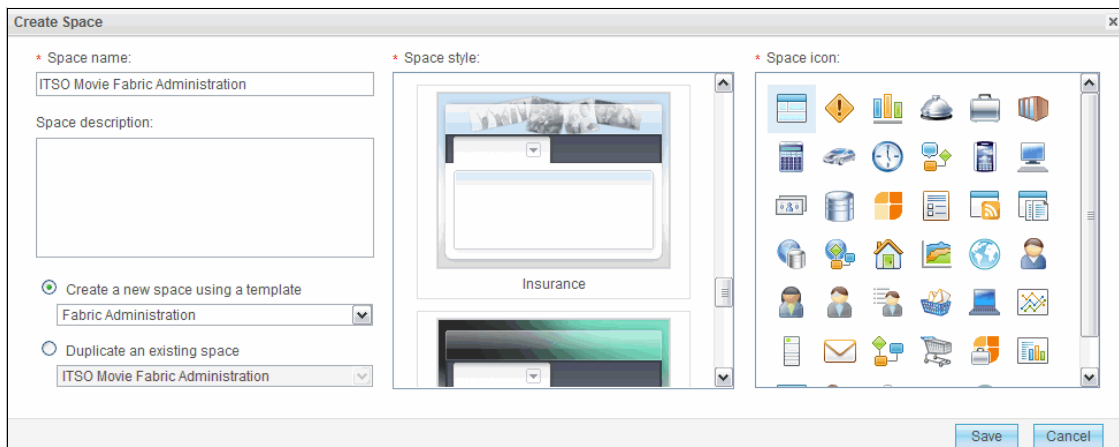 Create Space
* Space name:
ITSO Movie Fabric Administration
Space description:
Create a new space using a template
Fabric Administration
Duplicate an existing space
ITSO Movie Fabric Administration
* Space style:
Insurance
* Space icon:
Save
Cancel